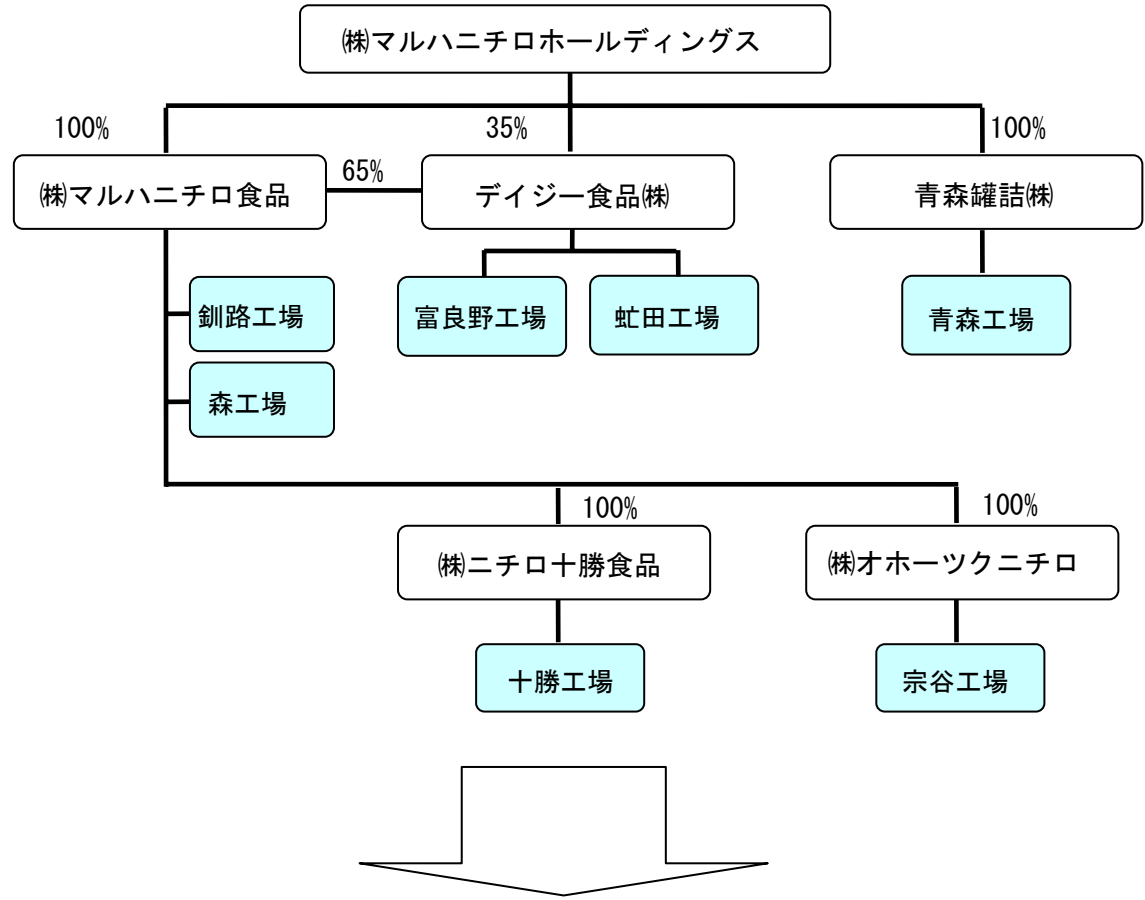 ㈱マルハニチロホールディングス
100%
35%
100%
㈱マルハニチロ食品
65%
デイジー食品㈱
青森罐詰㈱
釧路工場
富良野工場
虻田工場
青森工場
森工場
100%
100%
㈱ニチロ十勝食品
㈱オホーツクニチロ
十勝工場
宗谷工場